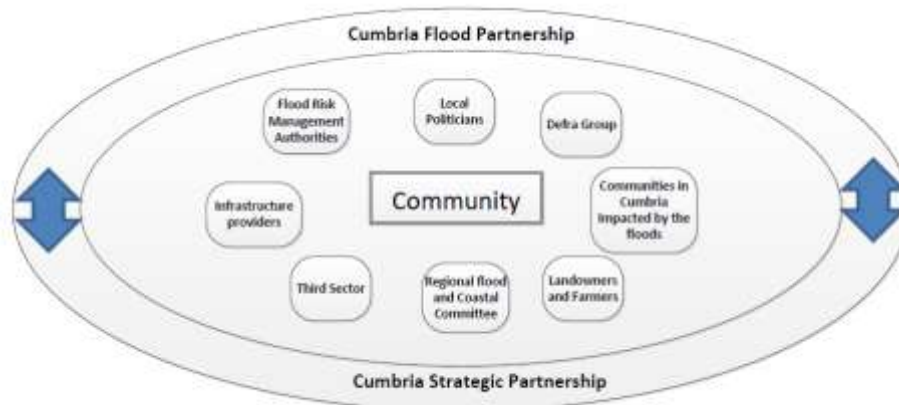 Cumbria Flood Partnership
Flood Risk
Management
Authorities
Local
Politicians
Defra Group
Infrastructure
providers
Community
Communities in
Cumbria
Impacted by the
floods
Third Sector
Regional flood
and Coastal
Committee
Landowners
and Farmers
Cumbria Strategic Partnership